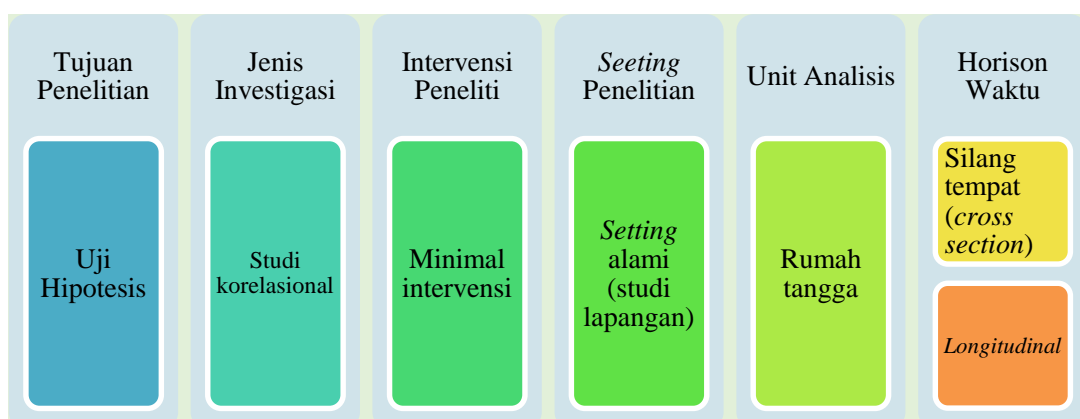 Tujuan
Penelitian
Uji
Hipotesis
Jenis
Investigasi
Studi
korelasional
Intervensi
Peneliti
Minimal
intervensi
Seeting
Penelitian
Setting
alami
(studi
lapangan)
Unit Analisis
Rumah
tangga
Horison
Waktu
Silang
tempat
(cross
section)
Longitudinal